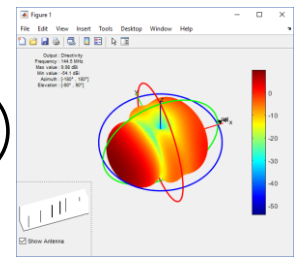 Figure 1
File Edit View Insert Tools Desktop Window Help
Output : Directivity
Frequency : 144.5 MHz
Max value : 9.96 dBi
Min value : -54.1 dBi
Azimuth : [-180° , 180°]
Elevation : [-90° , 90°]
0
-10
-20
-30
-40
-50
Show Antenna